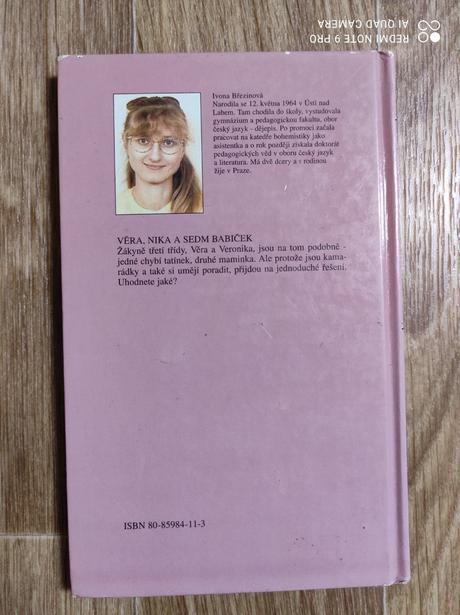 REDMI NOTE 9 PRO
AI QUAD CAMERA
Ivona Březinová
Narodila se 12. května 1964 v Ústí nad
Labem. Tam chodila do školy, vystudovala
gymnázium a pedagogickou fakultu, obor
český jazyk - dějepis. Po promoci začala
pracovat na katedře bohemistiky jako
asistentka a o rok později získala doktorát
pedagogických věd v oboru český jazyk
a literatura. Má dvě dcery a s rodinou
žije v Praze.
VĚRA, NIKA A SEDM BABIČEK
Žákyně třetí třídy, Věra a Veronika, jsou na tom podobně -
jedné chybí tatínek, druhé maminka. Ale protože jsou kama-
rádky a také si umějí poradit, přijdou na jednoduché řešení.
Uhodnete jaké?
ISBN 80-85984-11-3